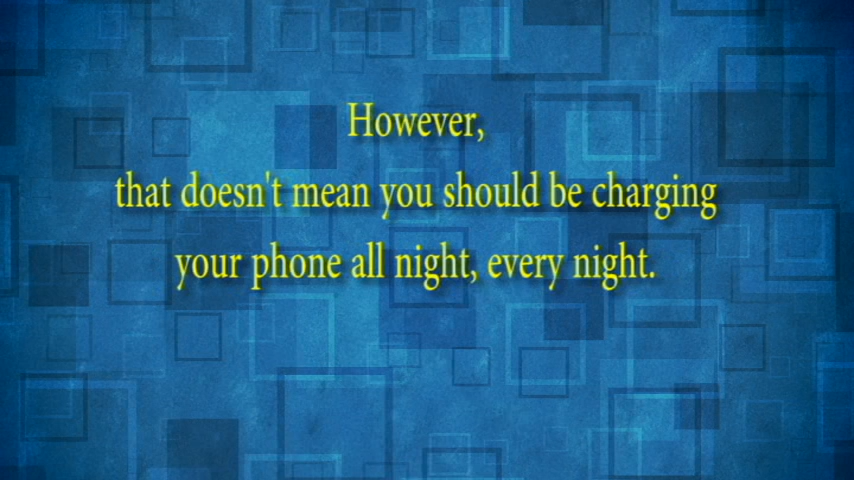 However,
that doesn't mean you should be charging
your phone all night, every night.